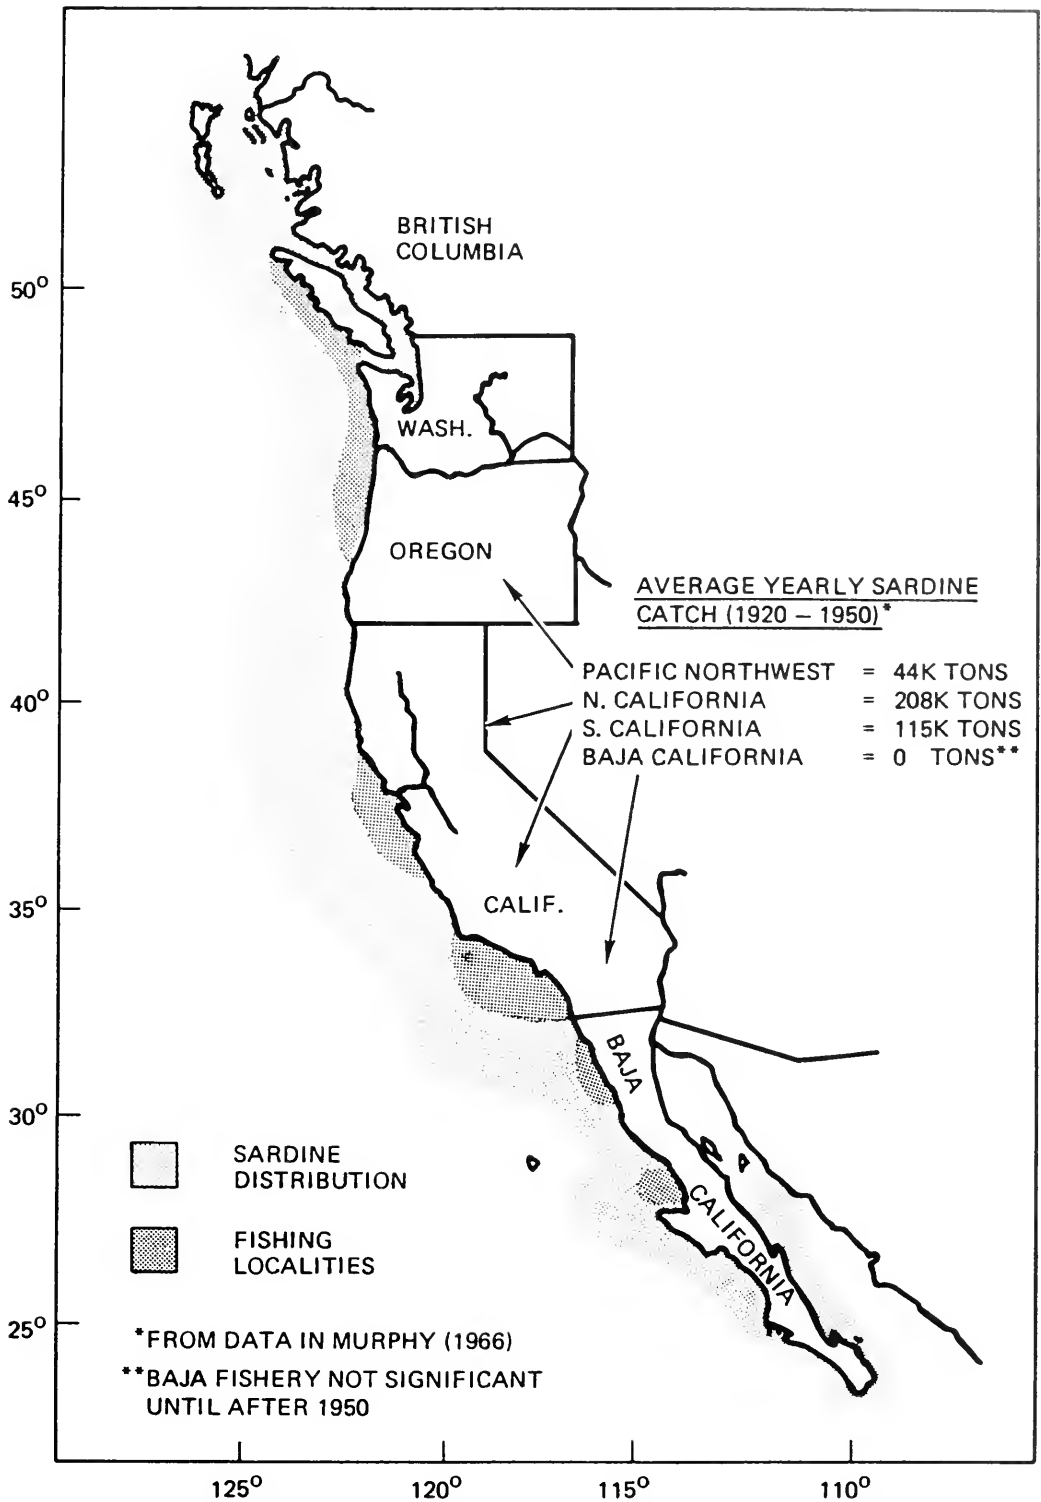 BRITISH
COLUMBIA
50°
WASH.
45°
OREGON
AVERAGE YEARLY SARDINE
CATCH (1920 – 1950)*
PACIFIC NORTHWEST = 44K TONS
N. CALIFORNIA = 208K TONS
S. CALIFORNIA = 115K TONS
BAJA CALIFORNIA = 0 TONS**
40°
35°
CALIF.
BAJA
CALIFORNIA
30°
SARDINE
DISTRIBUTION
FISHING
LOCALITIES
25°
*FROM DATA IN MURPHY (1966)
**BAJA FISHERY NOT SIGNIFICANT
UNTIL AFTER 1950
125° 120° 115° 110°